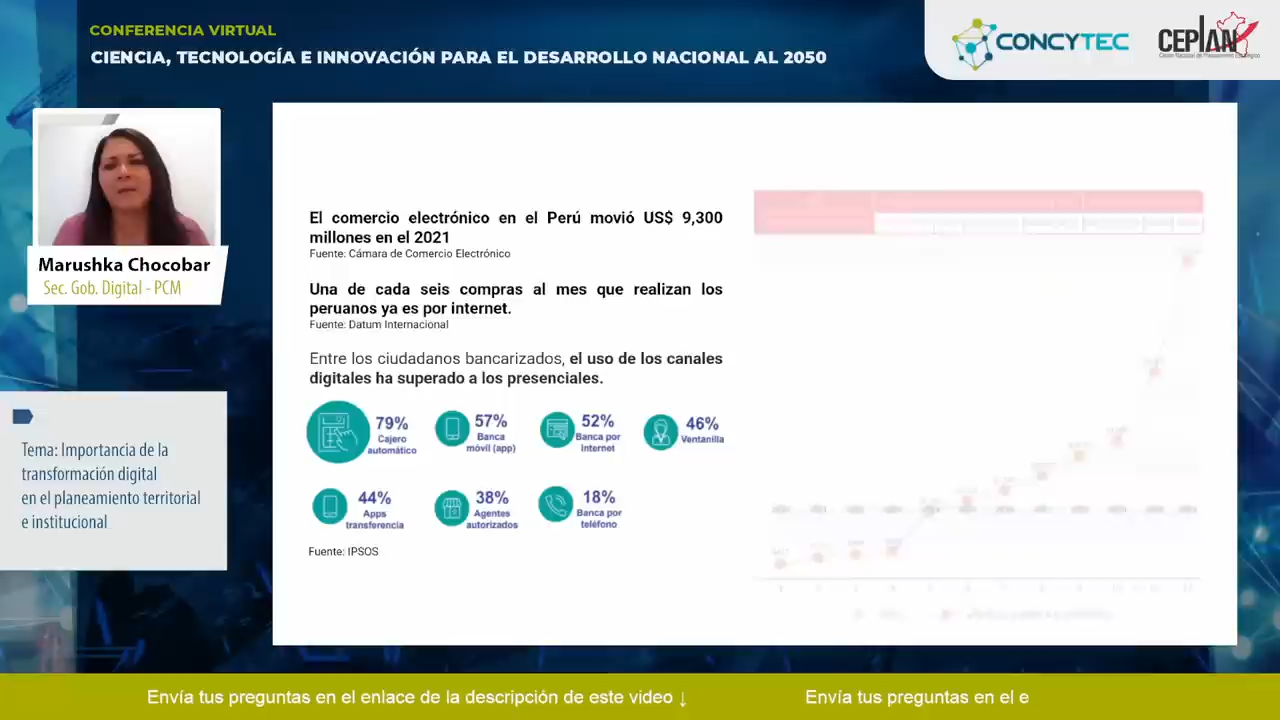 CONFERENCIA VIRTUAL
CIENCIA, TECNOLOGÍA E INNOVACIÓN PARA EL DESARROLLO NACIONAL AL 2050
CONCYTEC
CEPLAN
Centro Nacional de Planeamiento Estratégico
Marushka Chocobar
Sec. Gob. Digital - PCM
Tema: Importancia de la
transformación digital
en el planeamiento territorial
e institucional
El comercio electrónico en el Perú movió US$ 9,300
millones en el 2021
Fuente: Cámara de Comercio Electrónico
Una de cada seis compras al mes que realizan los
peruanos ya es por internet.
Fuente: Datum Internacional
Entre los ciudadanos bancarizados, el uso de los canales
digitales ha superado a los presenciales.
79%
Cajero
automático
57%
Banca
móvil (app)
52%
Banca por
Internet
46%
Ventanilla
44%
Apps
transferencia
38%
Agentes
autorizados
18%
Banca por
teléfono
Fuente: IPSOS
Envía tus preguntas en el enlace de la descripción de este video ↓
Envía tus preguntas en el e